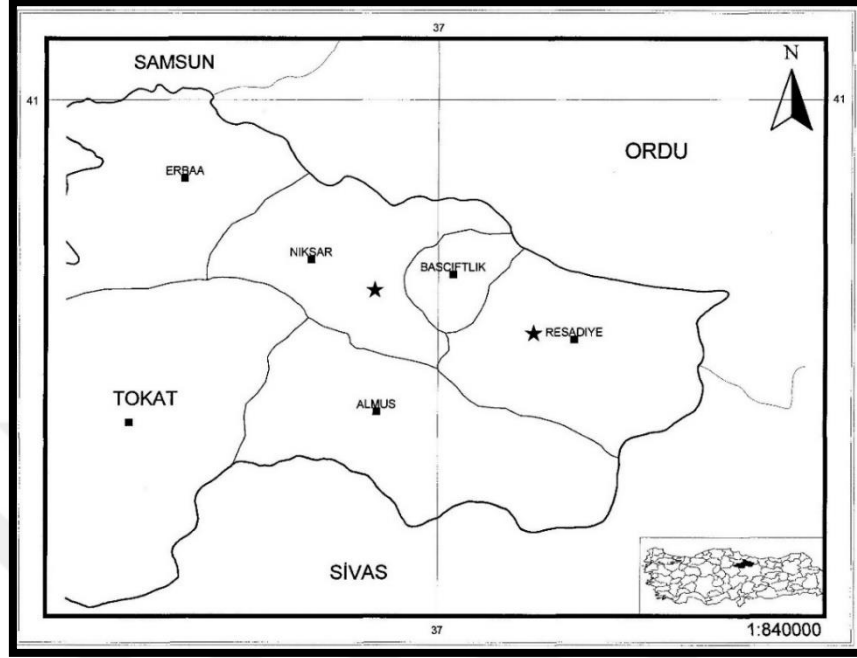 37
SAMSUN
N
41
41
ORDU
ERBAA
NIKSAR
BASCIFTLIK
RESADIYE
TOKAT
ALMUS
SİVAS
37
1:840000